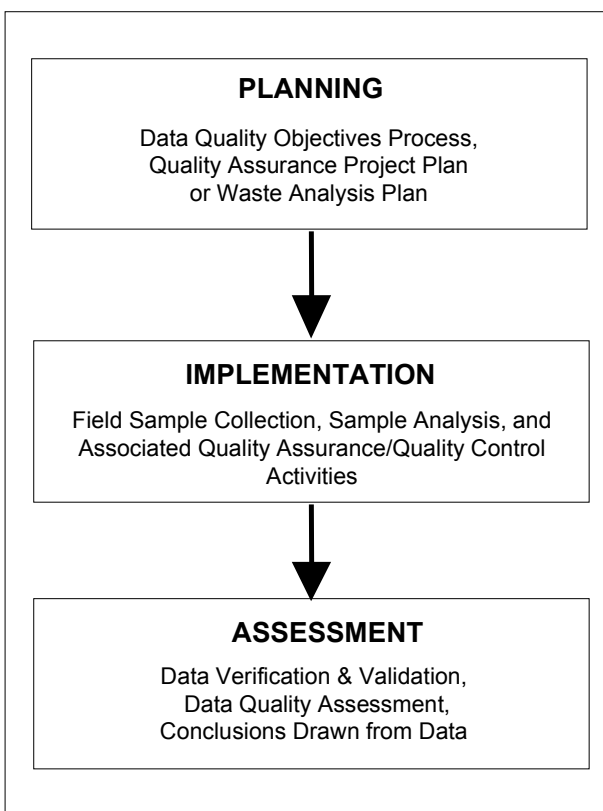 PLANNING
Data Quality Objectives Process,
Quality Assurance Project Plan
or Waste Analysis Plan
IMPLEMENTATION
Field Sample Collection, Sample Analysis, and
Associated Quality Assurance/Quality Control
Activities
ASSESSMENT
Data Verification & Validation,
Data Quality Assessment,
Conclusions Drawn from Data